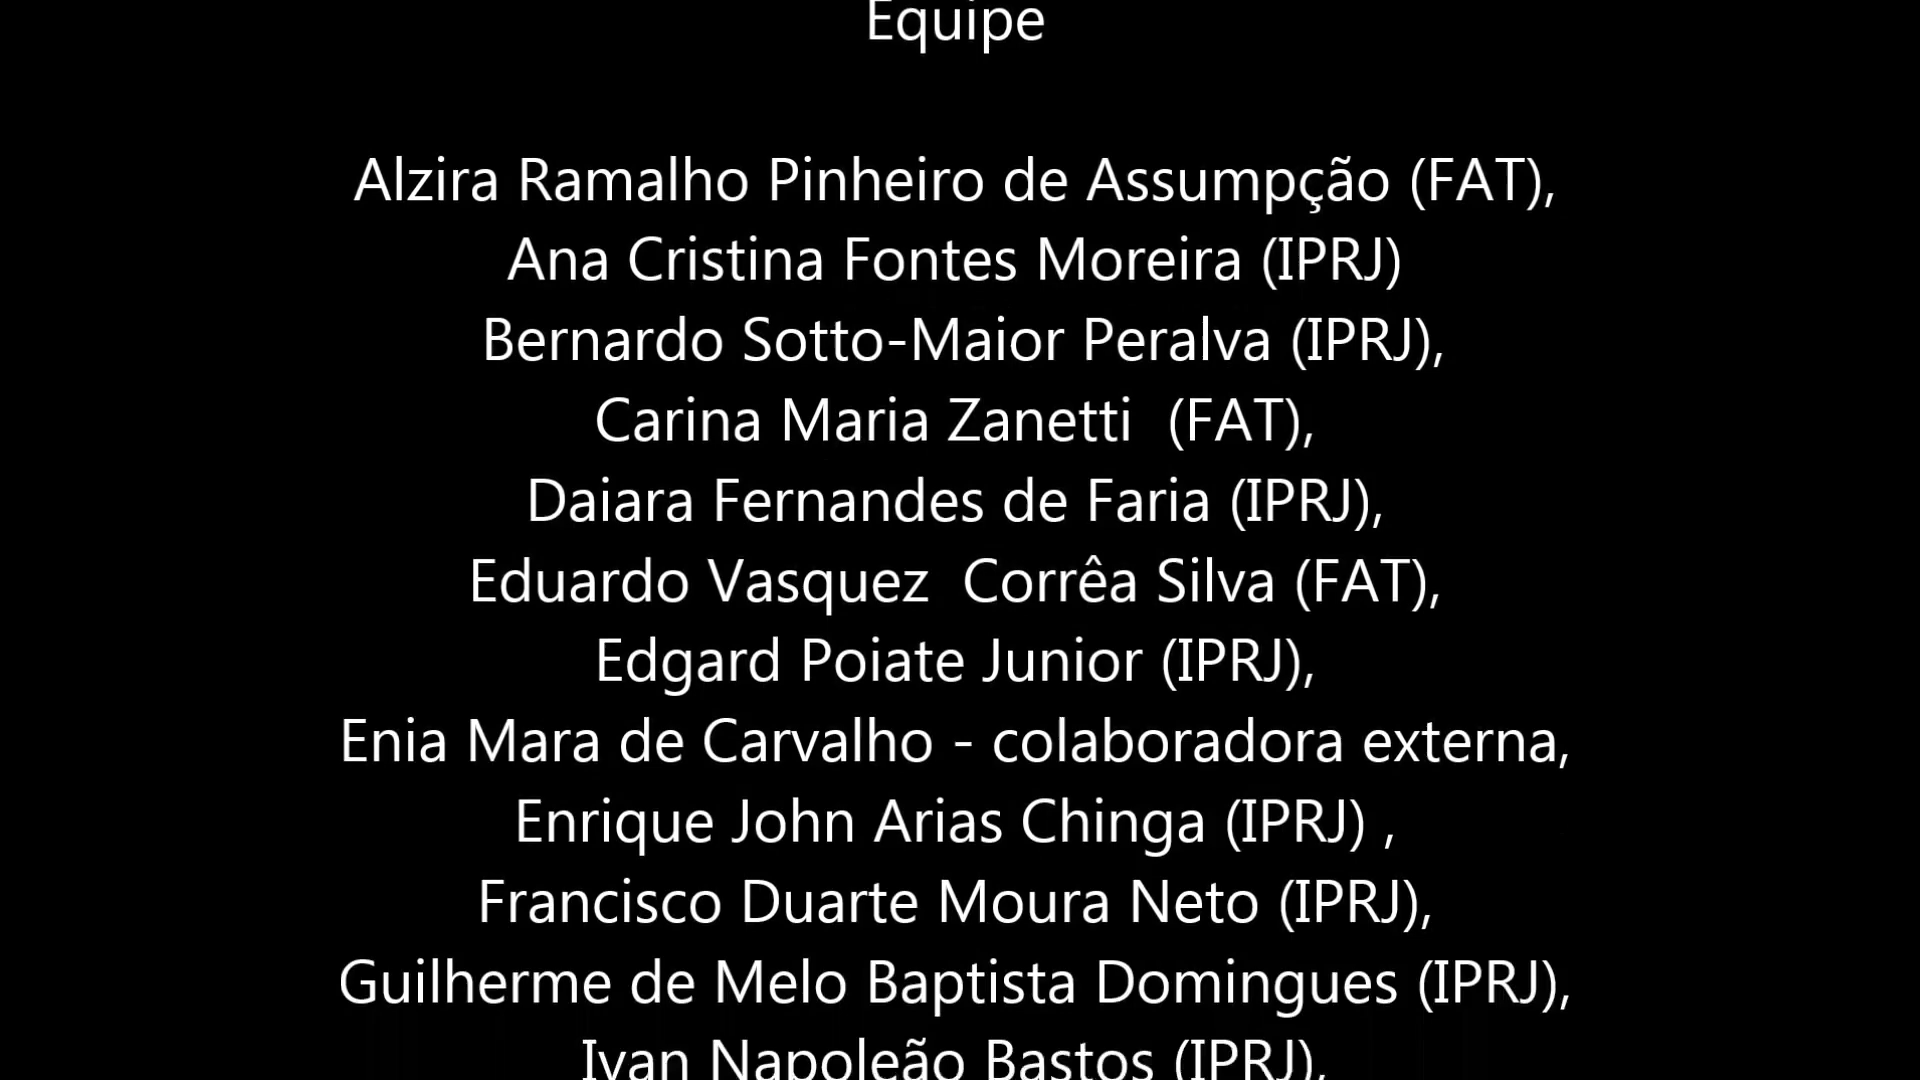 Equipe
Alzira Ramalho Pinheiro de Assumpção (FAT),
Ana Cristina Fontes Moreira (IPRJ)
Bernardo Sotto-Maior Peralva (IPRJ),
Carina Maria Zanetti  (FAT),
Daiara Fernandes de Faria (IPRJ),
Eduardo Vasquez  Corrêa Silva (FAT),
Edgard Poiate Junior (IPRJ),
Enia Mara de Carvalho - colaboradora externa,
Enrique John Arias Chinga (IPRJ) ,
Francisco Duarte Moura Neto (IPRJ),
Guilherme de Melo Baptista Domingues (IPRJ),
Ivan Napoleão Bastos (IPRJ),